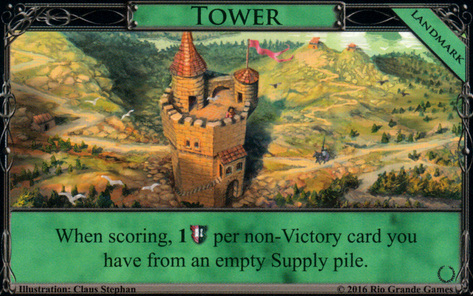 TOWER
LANDMARK
When scoring, 1 per non-Victory card you
have from an empty Supply pile.
Illustration: Claus Stephan
© 2016 Rio Grande Games